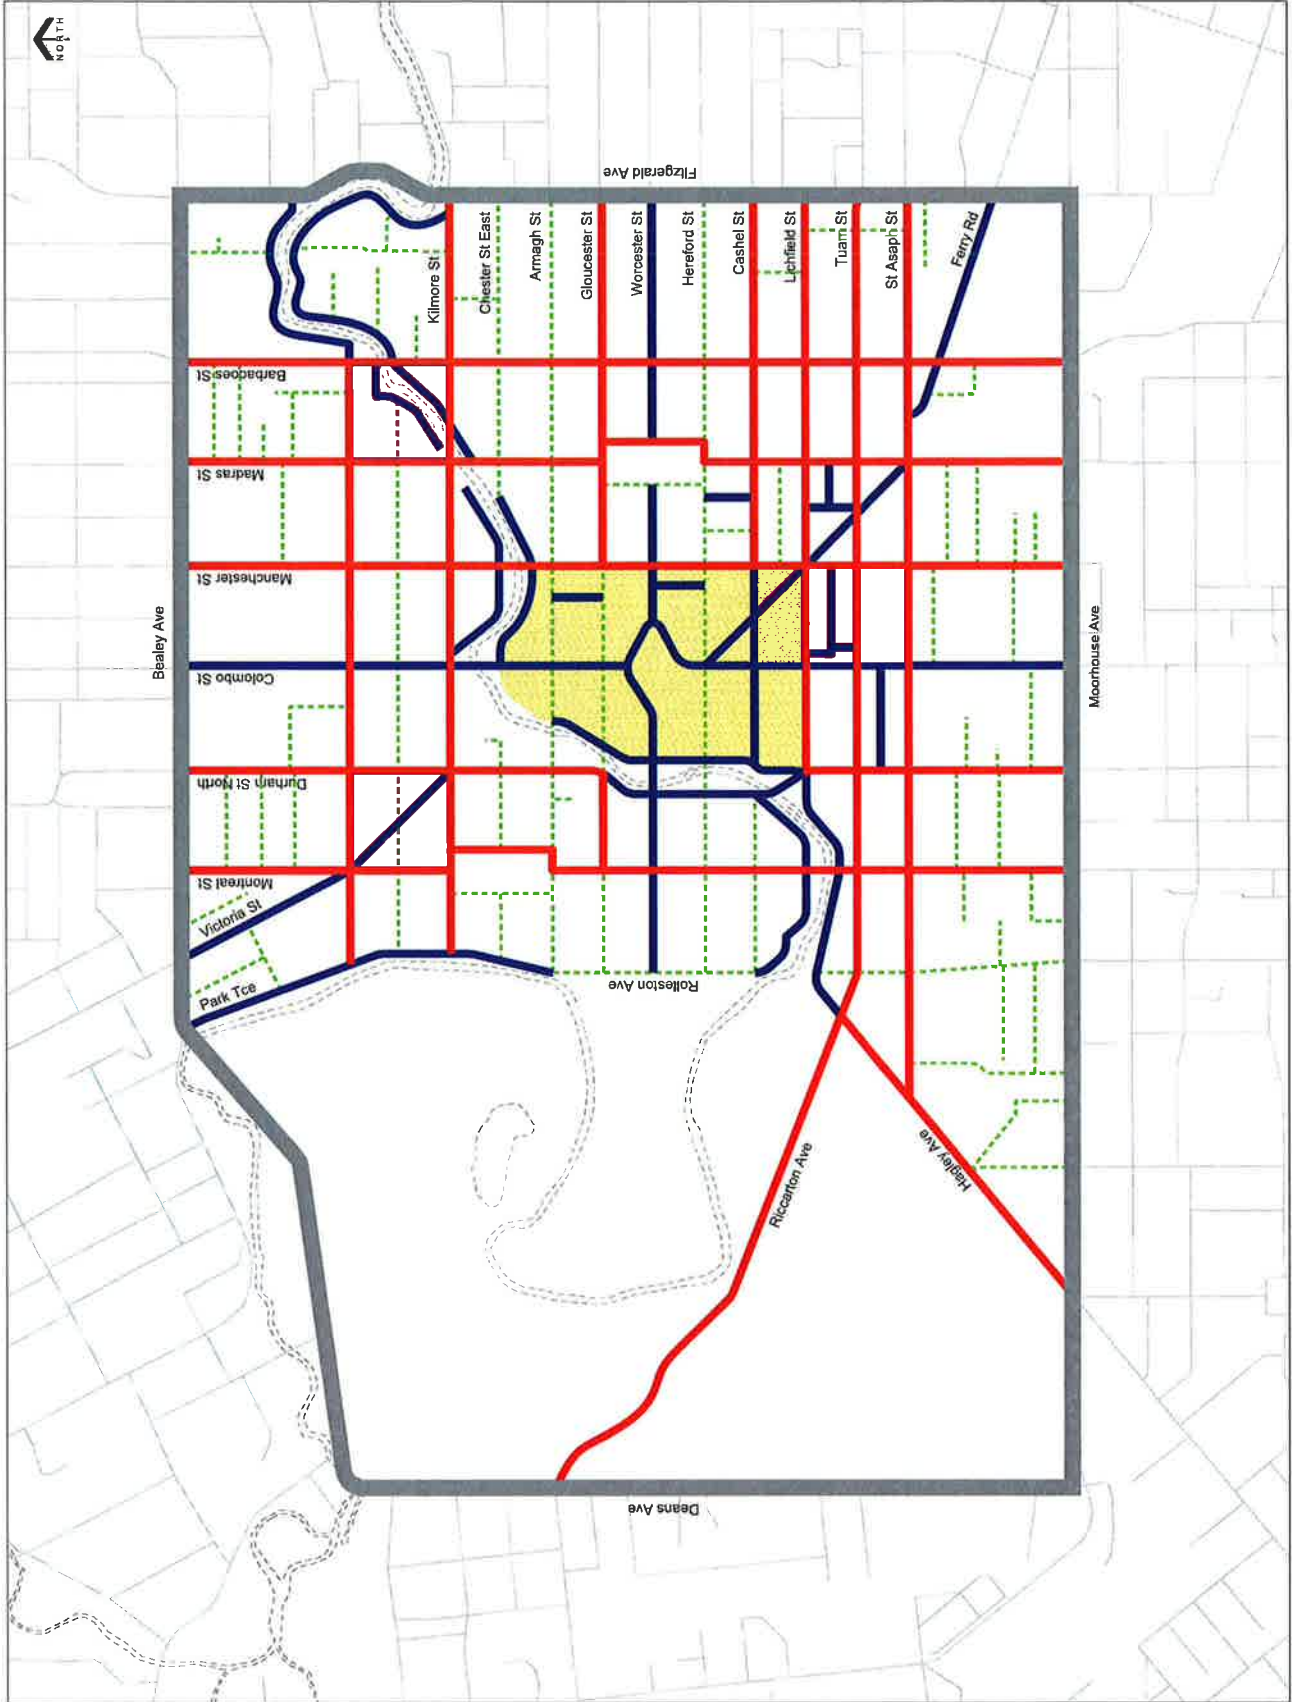 NORTH
Fitzgerald Ave
Kilmore St
Chester St East
Armagh St
Gloucester St
Worcester St
Hereford St
Cashel St
Lichfield St
Tuam St
St Asaph St
Ferry Rd
Barbadoes St
Madras St
Manchester St
Bealey Ave
Moorhouse Ave
Colombo St
Durham St North
Montreal St
Victoria St
Park Tce
Rolleston Ave
Riccarton Ave
Hagley Ave
Deans Ave